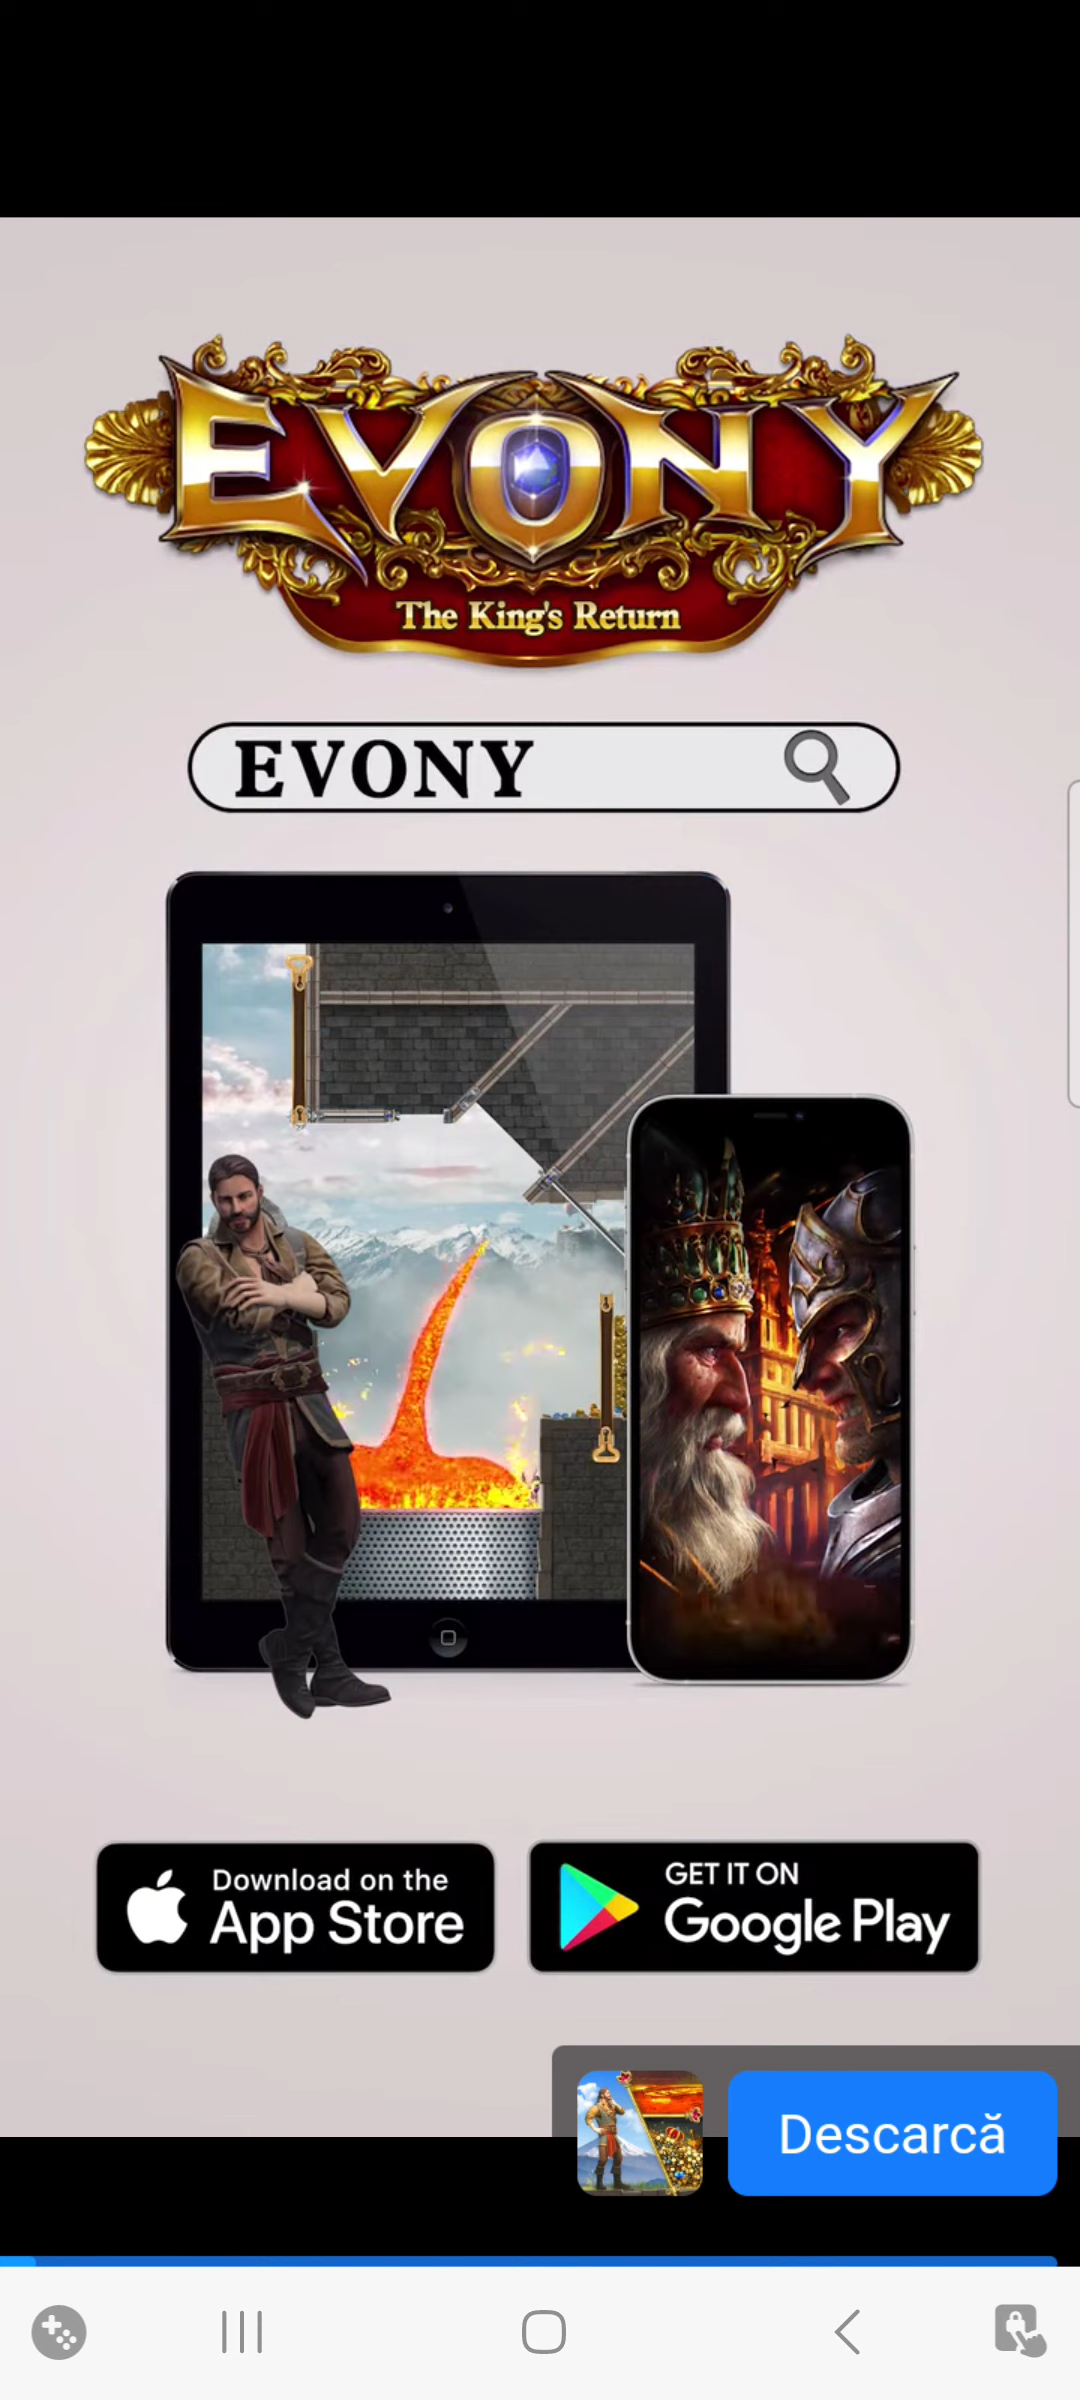 EVONY
The King's Return
EVONY
Download on the
App Store
GET IT ON
Google Play
Descarcă